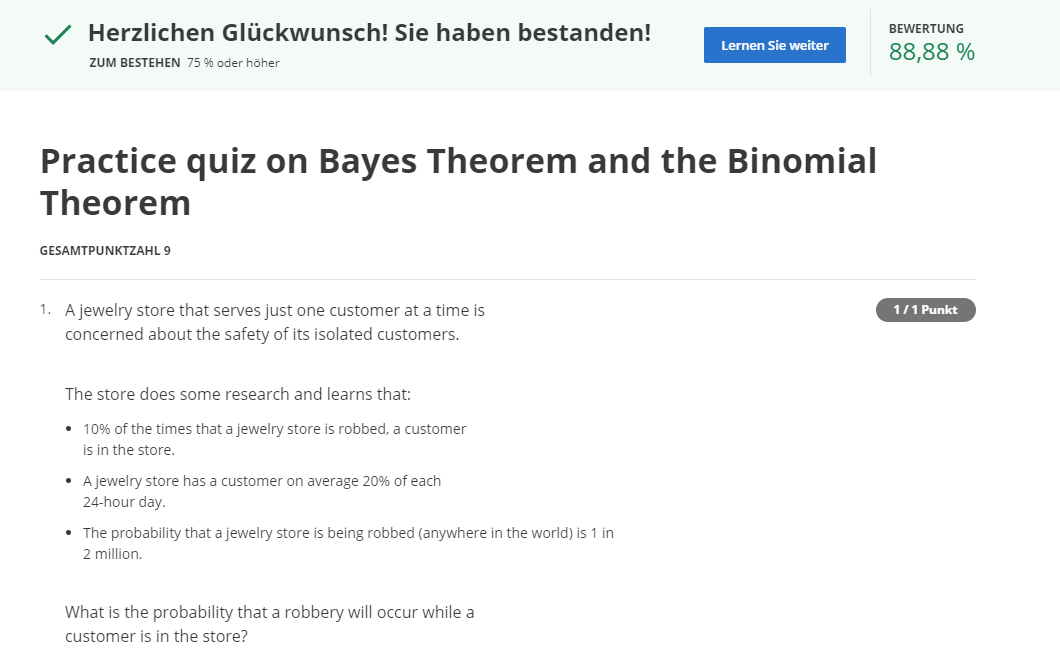 Herzlichen Glückwunsch! Sie haben bestanden!
ZUM BESTEHEN 75 % oder höher
Lernen Sie weiter
BEWERTUNG
88,88 %
Practice quiz on Bayes Theorem and the Binomial
Theorem
GESAMTPUNKTZAHL 9
1. A jewelry store that serves just one customer at a time is
concerned about the safety of its isolated customers.
1 / 1 Punkt
The store does some research and learns that:
• 10% of the times that a jewelry store is robbed, a customer
is in the store.
• A jewelry store has a customer on average 20% of each
24-hour day.
• The probability that a jewelry store is being robbed (anywhere in the world) is 1 in
2 million.
What is the probability that a robbery will occur while a
customer is in the store?